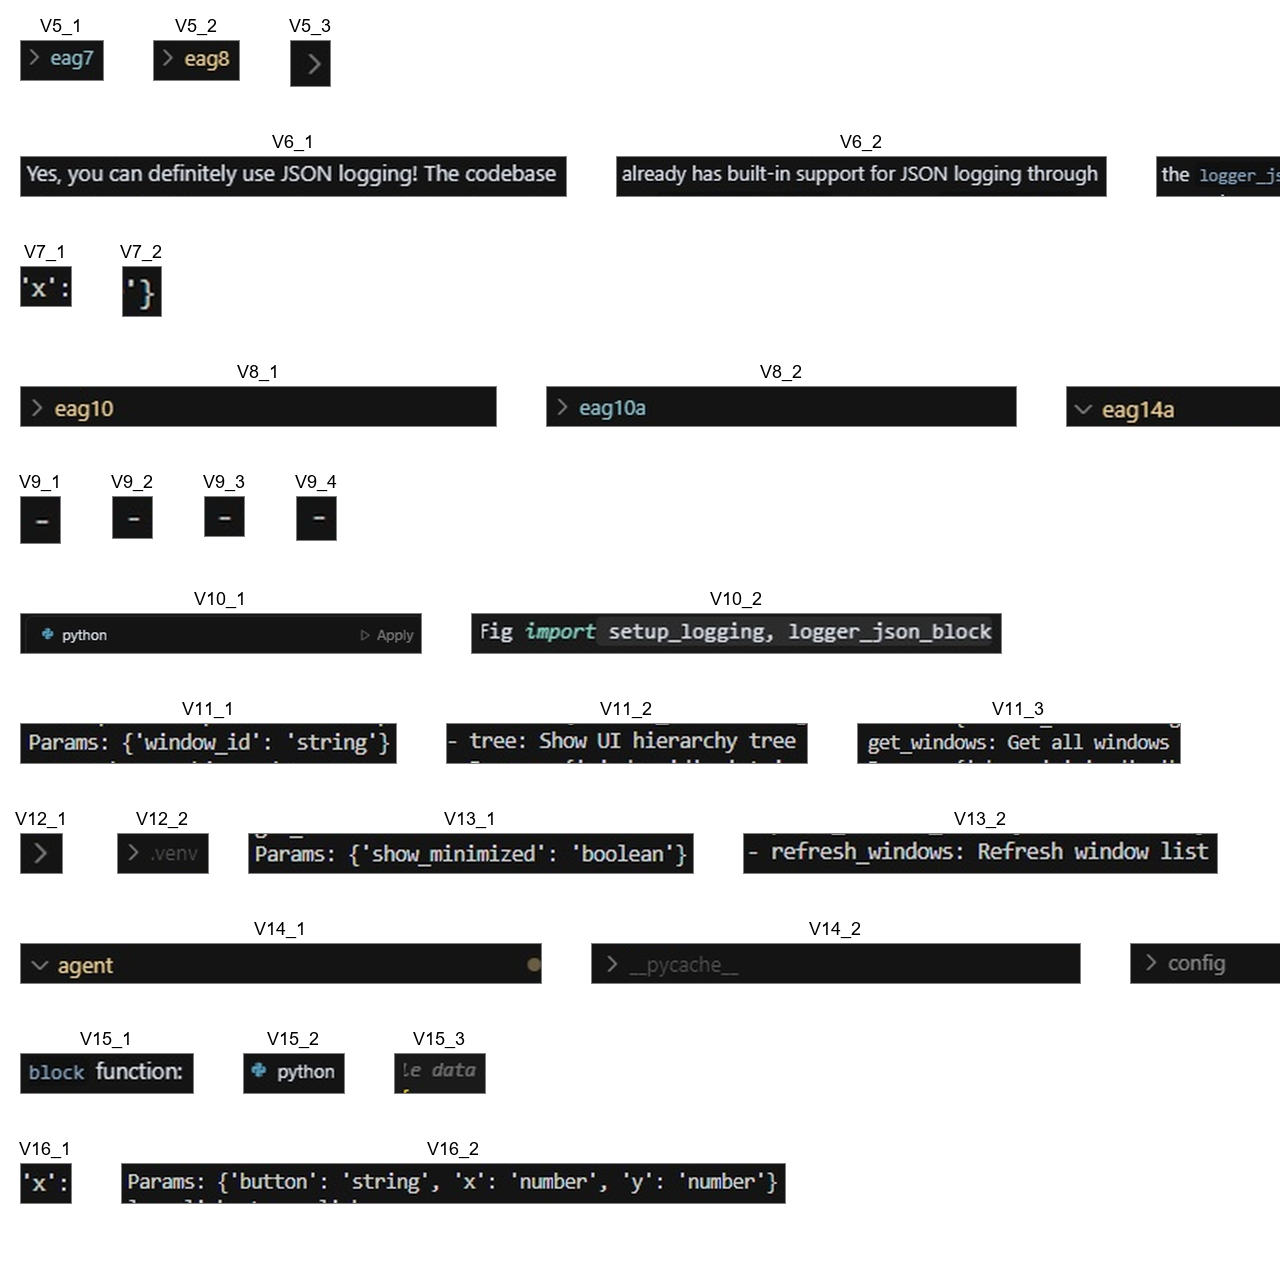 V5_1 V5_2 V5_3
> eag7 > eag8 >
V6_1 V6_2
Yes, you can definitely use JSON logging! The codebase already has built-in support for JSON logging through the
V7_1 V7_2
'x': '}
V8_1 V8_2
> eag10 > eag10a eag14a
V9_1 V9_2 V9_3 V9_4
- - - -
V10_1 V10_2
python Apply fig import setup_logging, logger_json_block
V11_1 V11_2 V11_3
Params: {'window_id': 'string'} - tree: Show UI hierarchy tree get_windows: Get all windows
V12_1 V12_2 V13_1 V13_2
> > .venv Params: {'show_minimized': 'boolean'} - refresh_windows: Refresh window list
V14_1 V14_2
agent > __pycache__ > config
V15_1 V15_2 V15_3
block function: python data
V16_1 V16_2
'x': Params: {'button': 'string', 'x': 'number', 'y': 'number'}